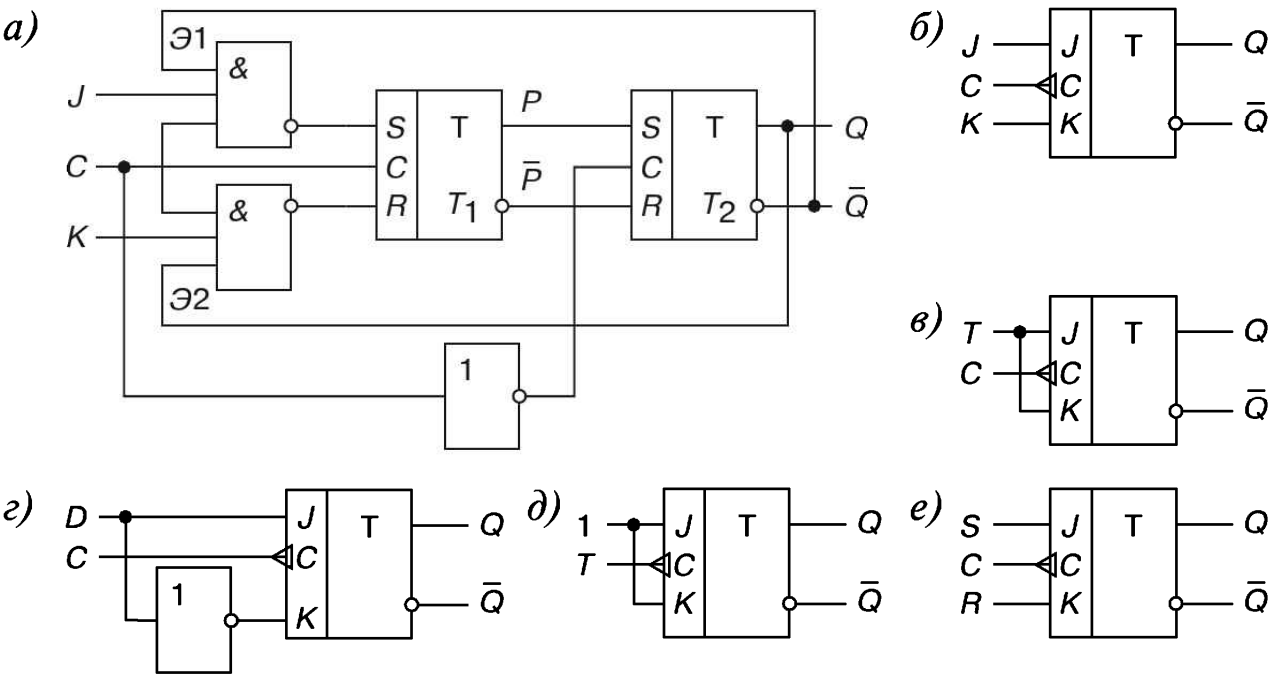 а)
Э1
J
&
S T P S T Q
C C P̅ C
R T1 R T2 Q̅
K &
Э2
1
б)
J J T Q
C C
K K Q̅
в)
T J T Q
C C
K Q̅
г)
D J T Q
C C
1 K Q̅
д)
1 J T Q
T C
K Q̅
е)
S J T Q
C C
R K Q̅